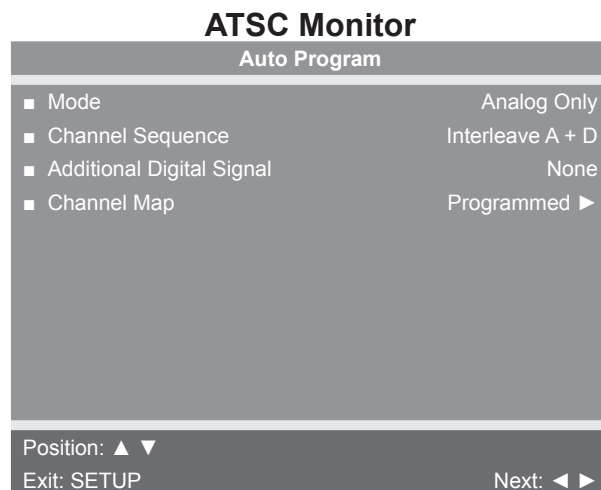 ATSC Monitor
Auto Program
■ Mode Analog Only
■ Channel Sequence Interleave A + D
■ Additional Digital Signal None
■ Channel Map Programmed ►
Position: ▲ ▼
Exit: SETUP Next: ◄ ►